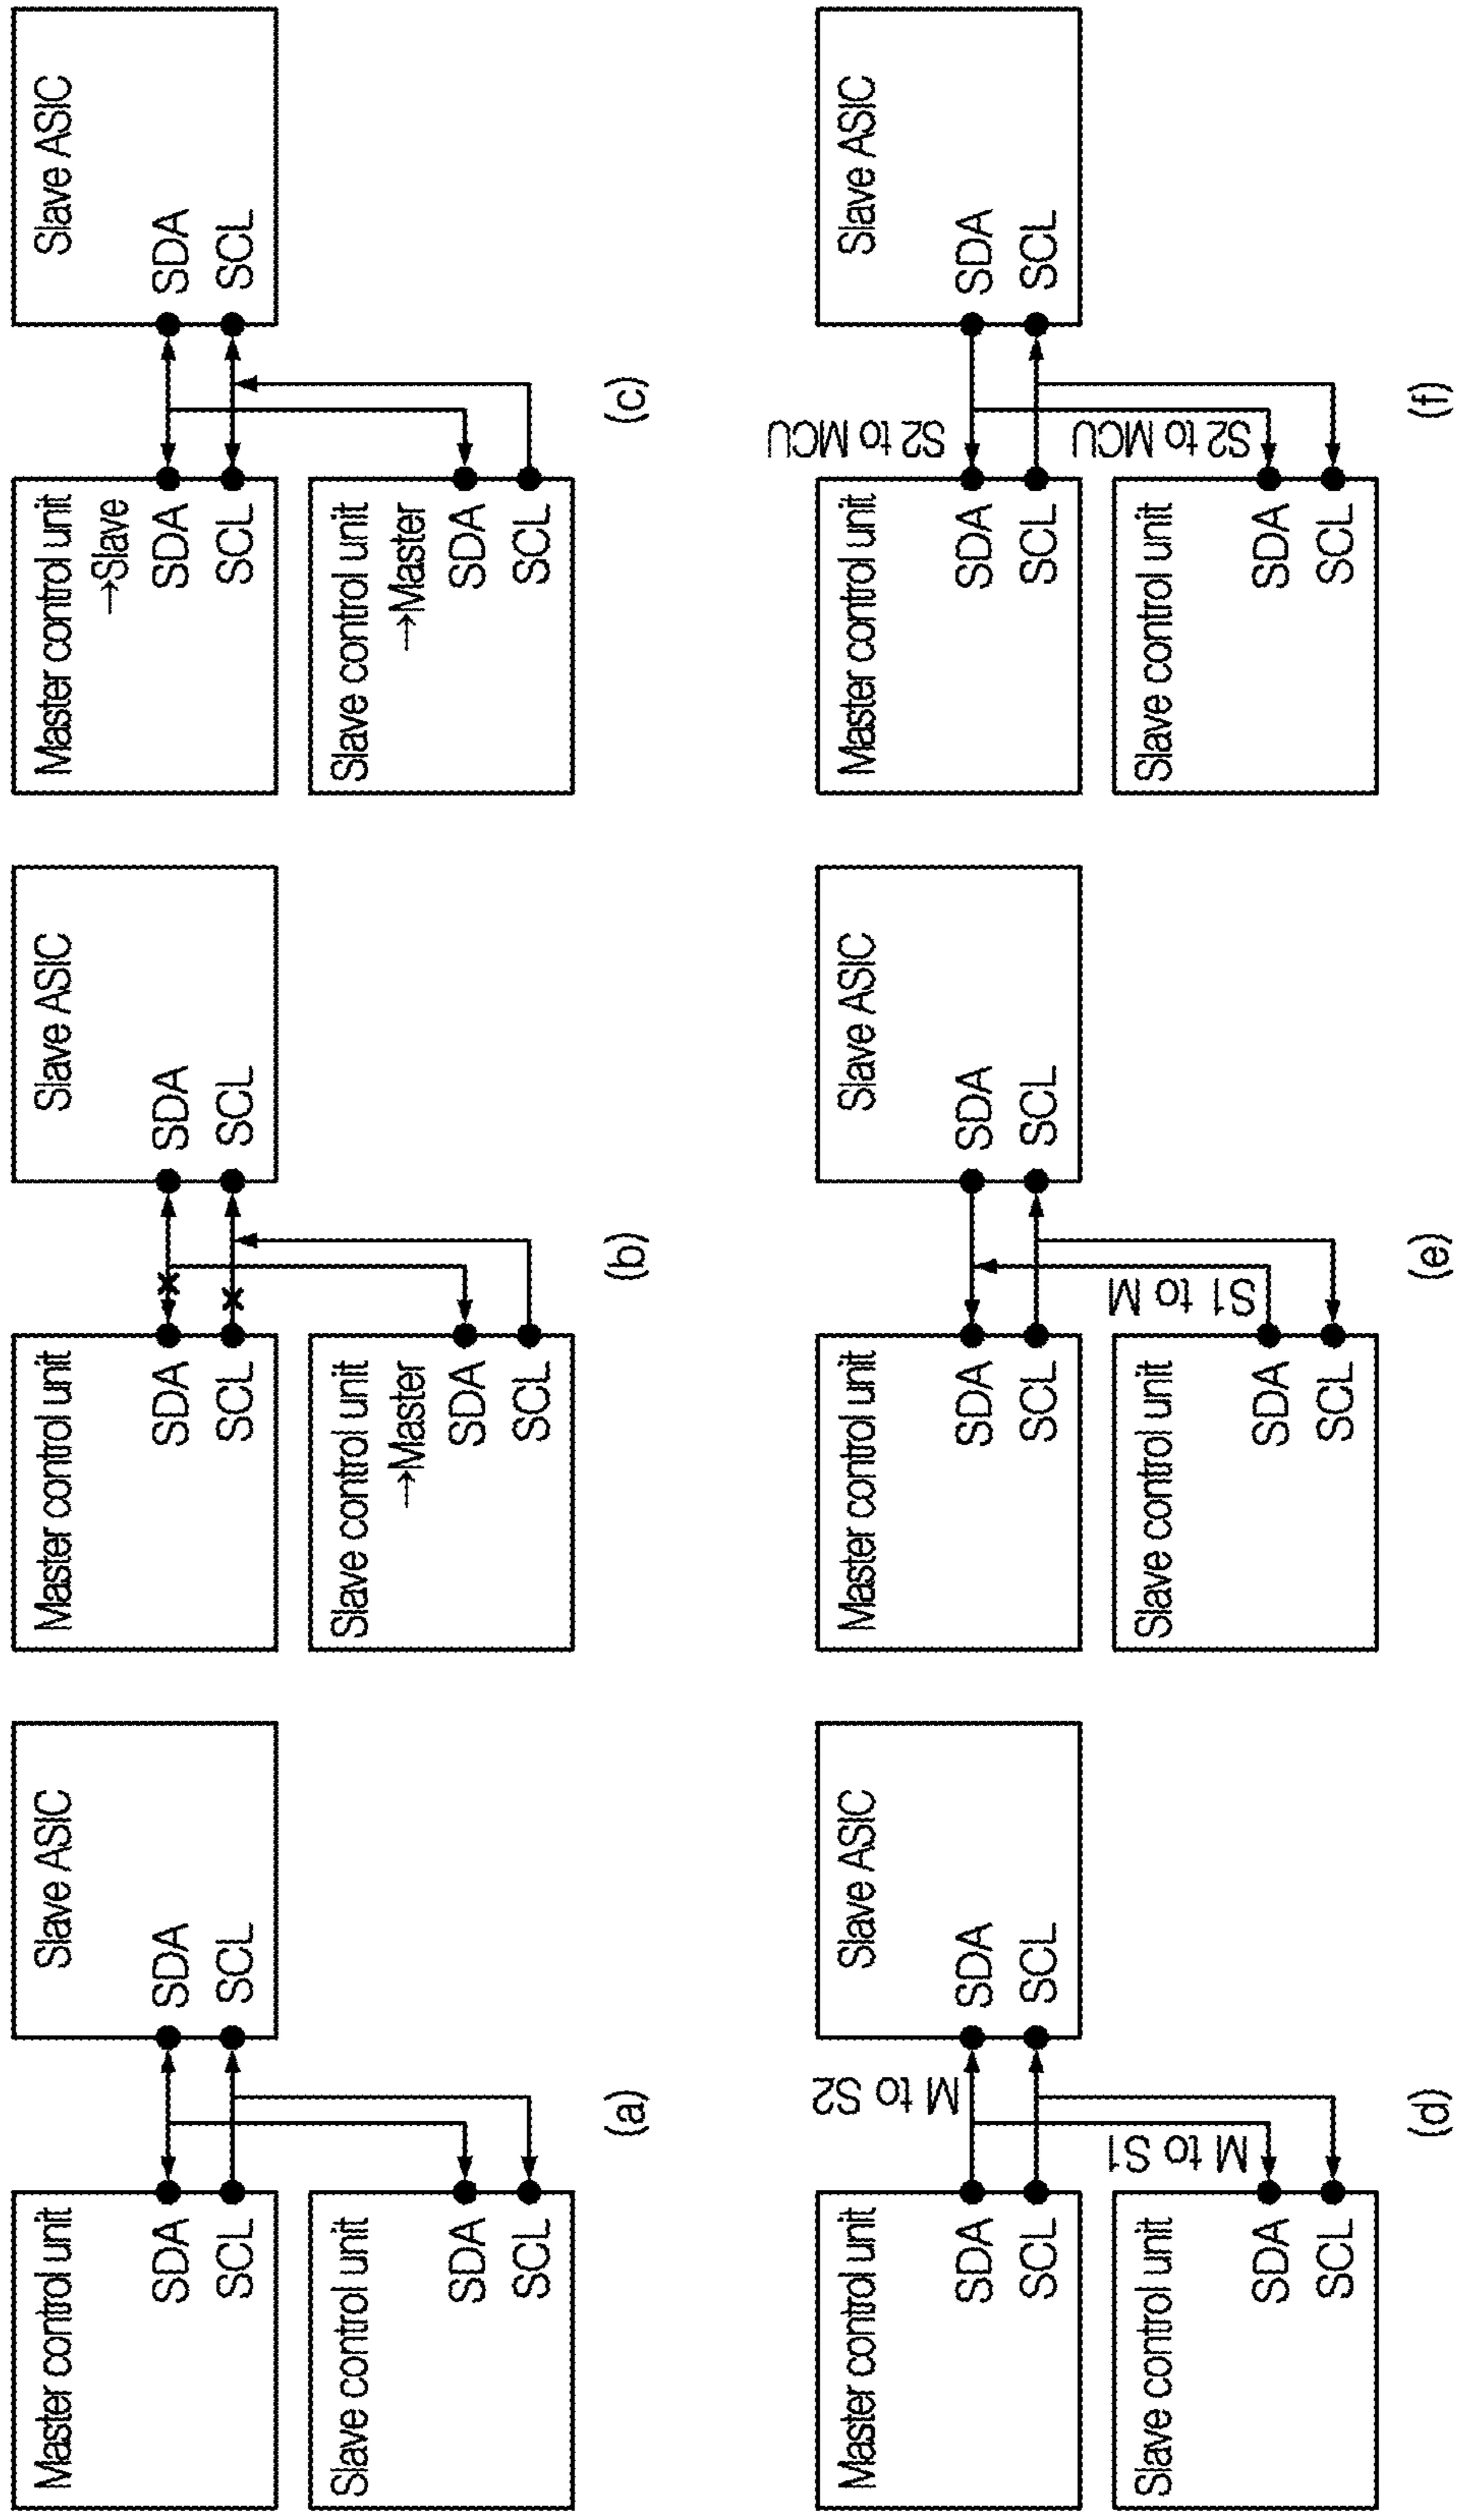 Master control unit
SDA
SCL
Slave ASIC
SDA
SCL
Slave control unit
SDA
SCL
(a)
Master control unit
SDA
SCL
Slave ASIC
SDA
SCL
Slave control unit
→Master
SDA
SCL
(b)
Master control unit
→Slave
SDA
SCL
Slave ASIC
SDA
SCL
Slave control unit
→Master
SDA
SCL
(c)
Master control unit
SDA
SCL
M to S2
Slave ASIC
SDA
SCL
M to S1
Slave control unit
SDA
SCL
(d)
Master control unit
SDA
SCL
Slave ASIC
SDA
SCL
S1 to M
Slave control unit
SDA
SCL
(e)
Master control unit
SDA
SCL
S2 to MCU
Slave ASIC
SDA
SCL
S2 to MCU
Slave control unit
SDA
SCL
(f)